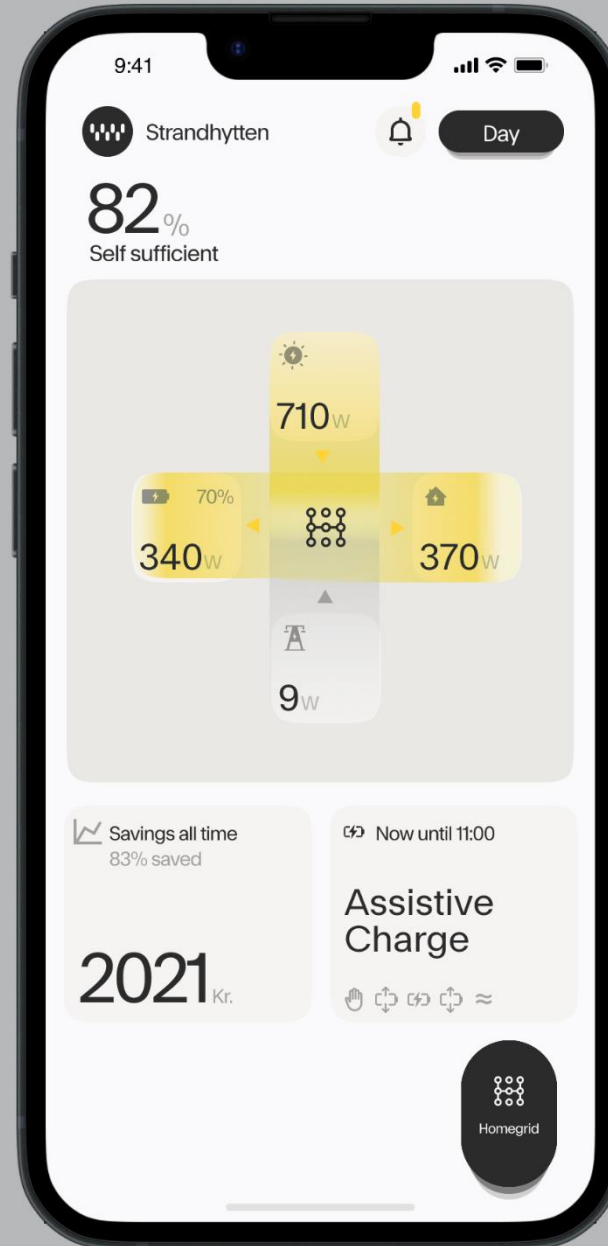 9:41
Strandhytten
Day
82%
Self sufficient
710W
70%
340W
370W
9W
Savings all time
83% saved
2021Kr.
Now until 11:00
Assistive
Charge
Homegrid